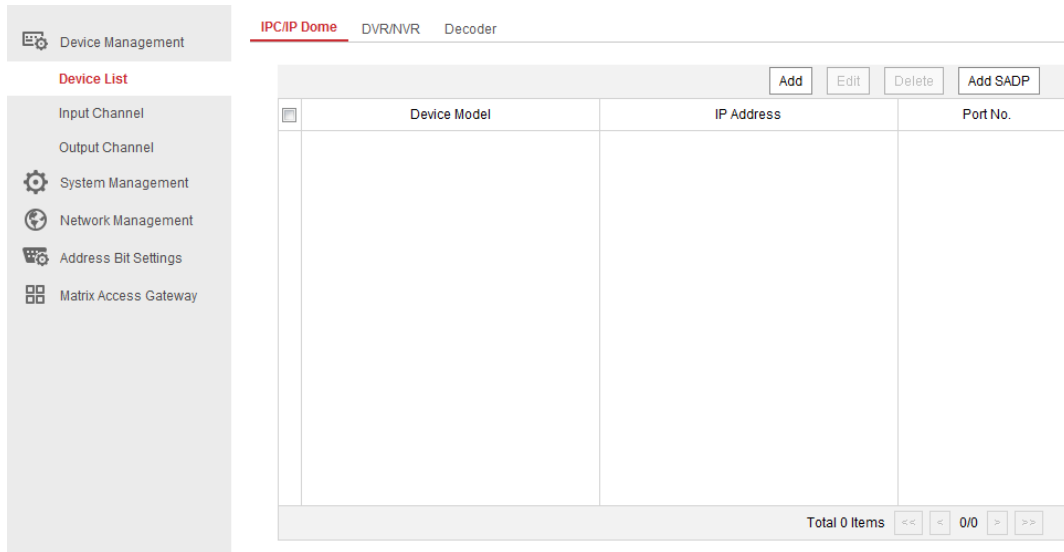 Device Management
Device List
Input Channel
Output Channel
System Management
Network Management
Address Bit Settings
Matrix Access Gateway
IPC/IP Dome DVR/NVR Decoder
Add Edit Delete Add SADP
Device Model IP Address Port No.
Total 0 Items << < 0/0 > >>